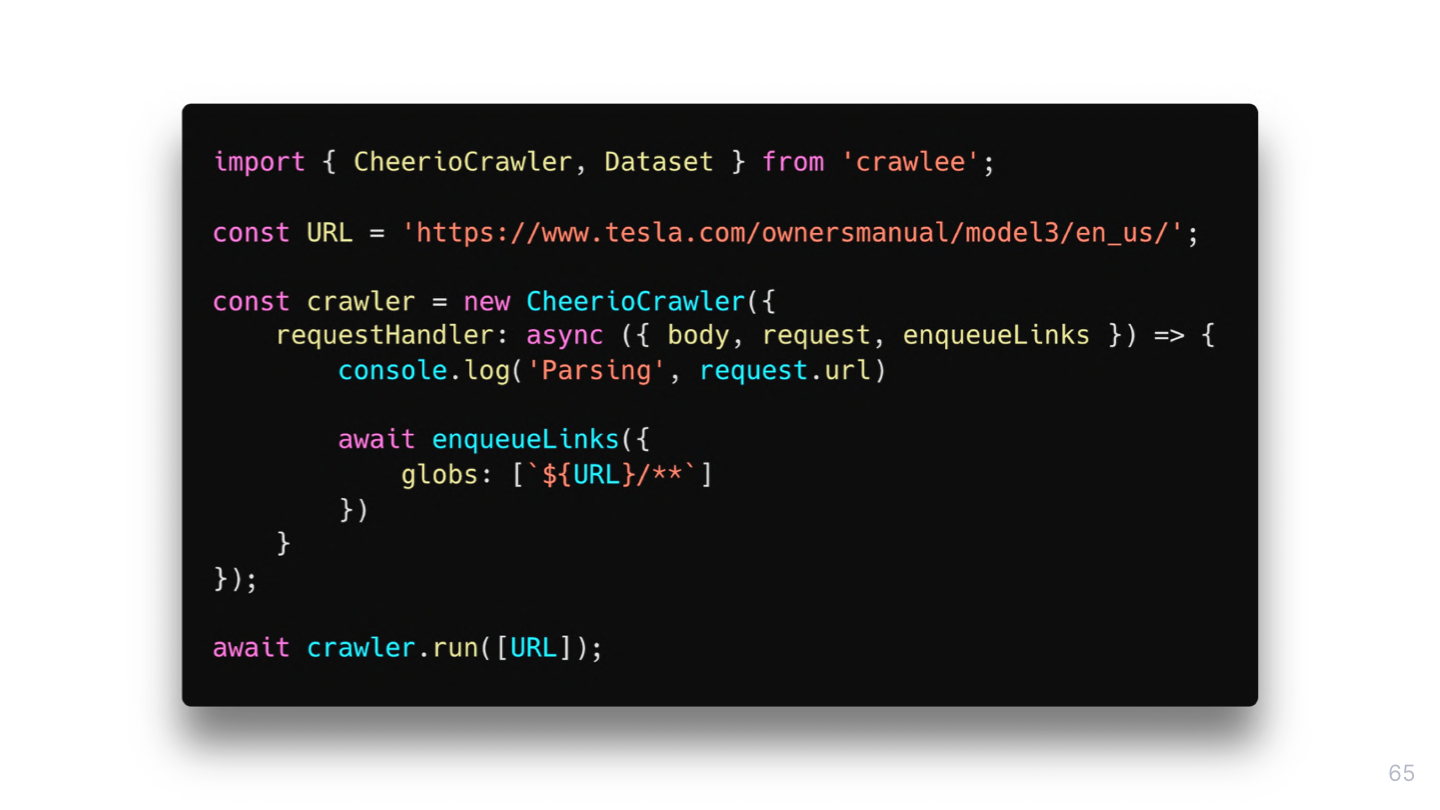 import { CheerioCrawler, Dataset } from 'crawlee';
const URL = 'https://www.tesla.com/ownersmanual/model3/en_us/';
const crawler = new CheerioCrawler({
    requestHandler: async ({ body, request, enqueueLinks }) => {
        console.log('Parsing', request.url)
        await enqueueLinks({
            globs: [`${URL}/**`]
        })
    }
});
await crawler.run([URL]);
65